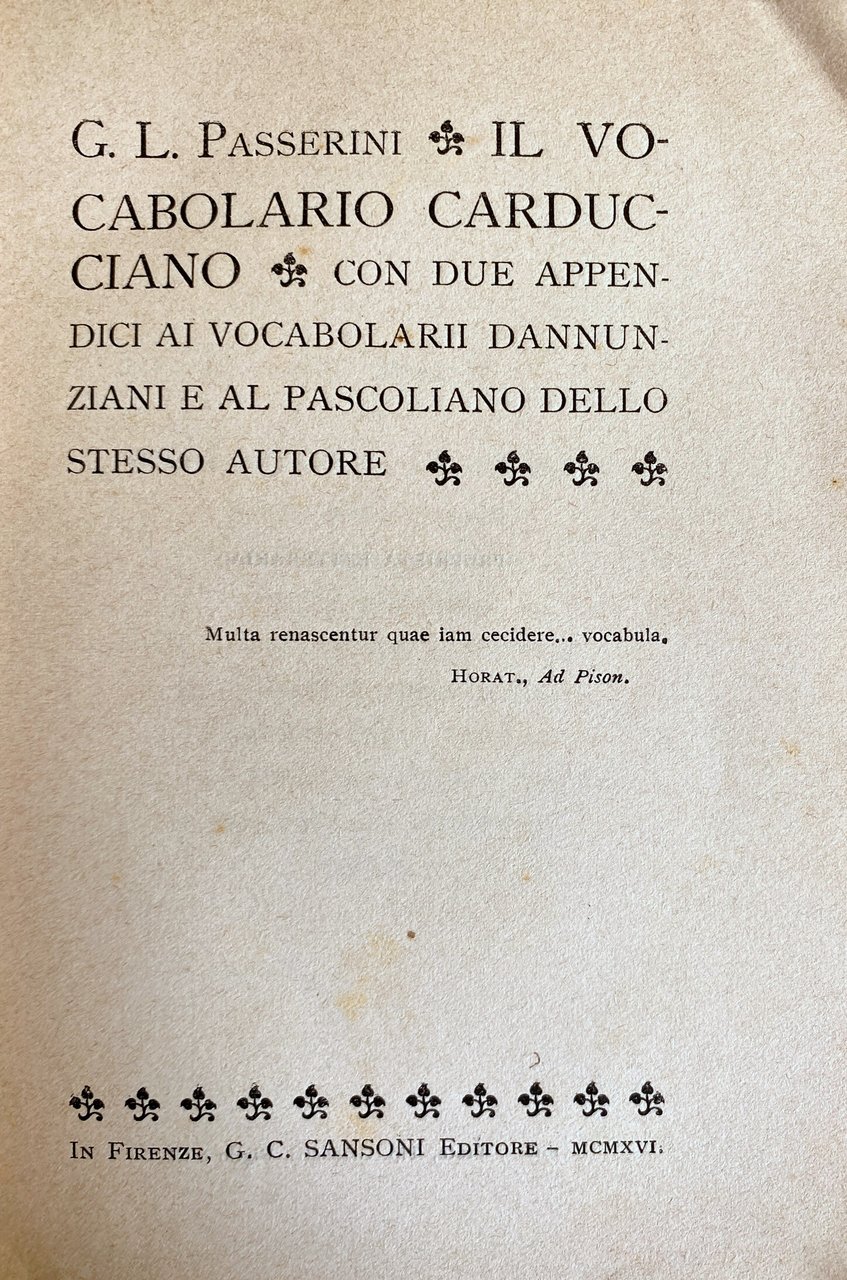 G. L. PASSERINI IL VO-
CABOLARIO CARDUC-
CIANO CON DUE APPEN-
DICI AI VOCABOLARII DANNUN-
ZIANI E AL PASCOLIANO DELLO
STESSO AUTORE
Multa renascentur quae iam cecidere... vocabula.
HORAT., Ad Pison.
IN FIRENZE, G. C. SANSONI EDITORE – MCMXVI.